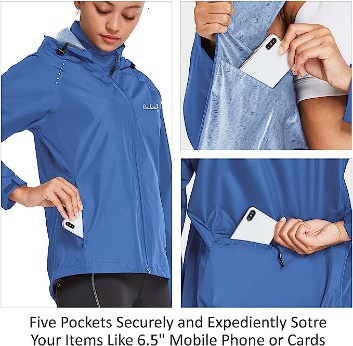 Five Pockets Securely and Expediently Sotre
Your Items Like 6.5" Mobile Phone or Cards